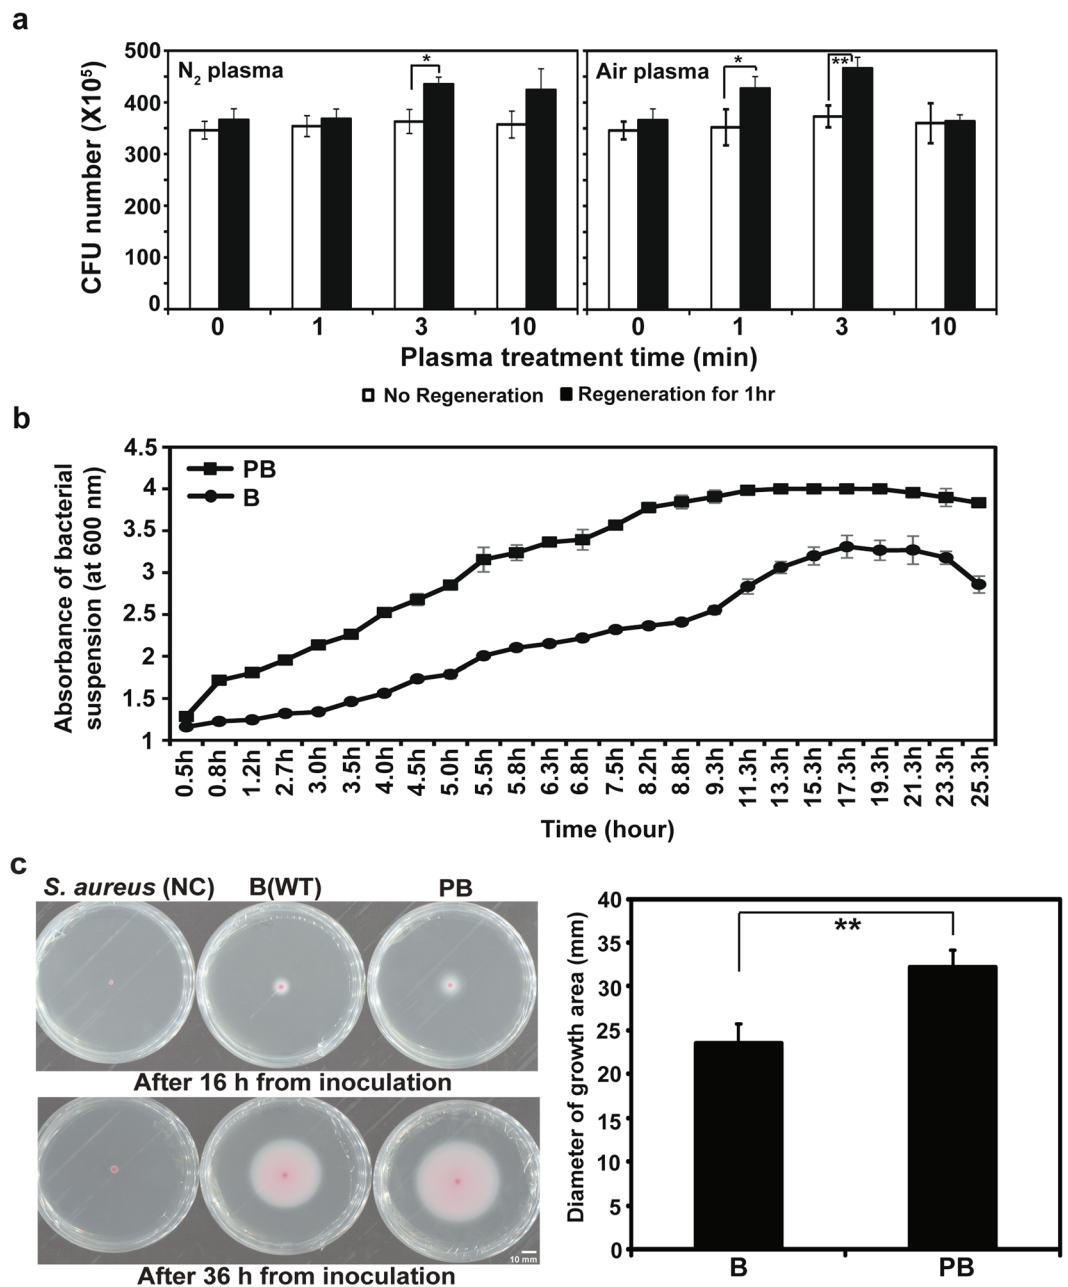 a
CFU number (X10⁵)
500
400
300
200
100
0
N₂ plasma
*
Air plasma
*
**
0 1 3 10 0 1 3 10
Plasma treatment time (min)
No Regeneration Regeneration for 1hr
b
Absorbance of bacterial
suspension (at 600 nm)
4.5
4
3.5
3
2.5
2
1.5
1
PB
B
0.5h 0.8h 1.2h 2.7h 3.0h 3.5h 4.0h 4.5h 5.0h 5.5h 5.8h 6.3h 6.8h 7.5h 8.2h 8.8h 9.3h 11.3h 13.3h 15.3h 17.3h 19.3h 21.3h 23.3h 25.3h
Time (hour)
c
S. aureus (NC) B(WT) PB
After 16 h from inoculation
10 mm
After 36 h from inoculation
Diameter of growth area (mm)
40
35
30
25
20
15
10
5
0
**
B PB